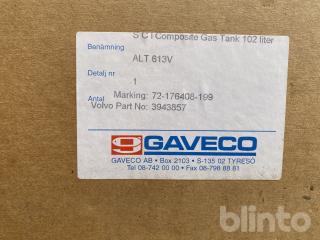 S C I Composite Gas Tank 102 liter
Benämning
ALT 613V
Detalj nr
1
Antal
Marking: 72-176408-199
Volvo Part No: 3943857
GAVECO
GAVECO AB • Box 2103 • S-135 02 TYRESÖ
Tel 08-742 00 00 • Fax 08-798 88 81
blinto